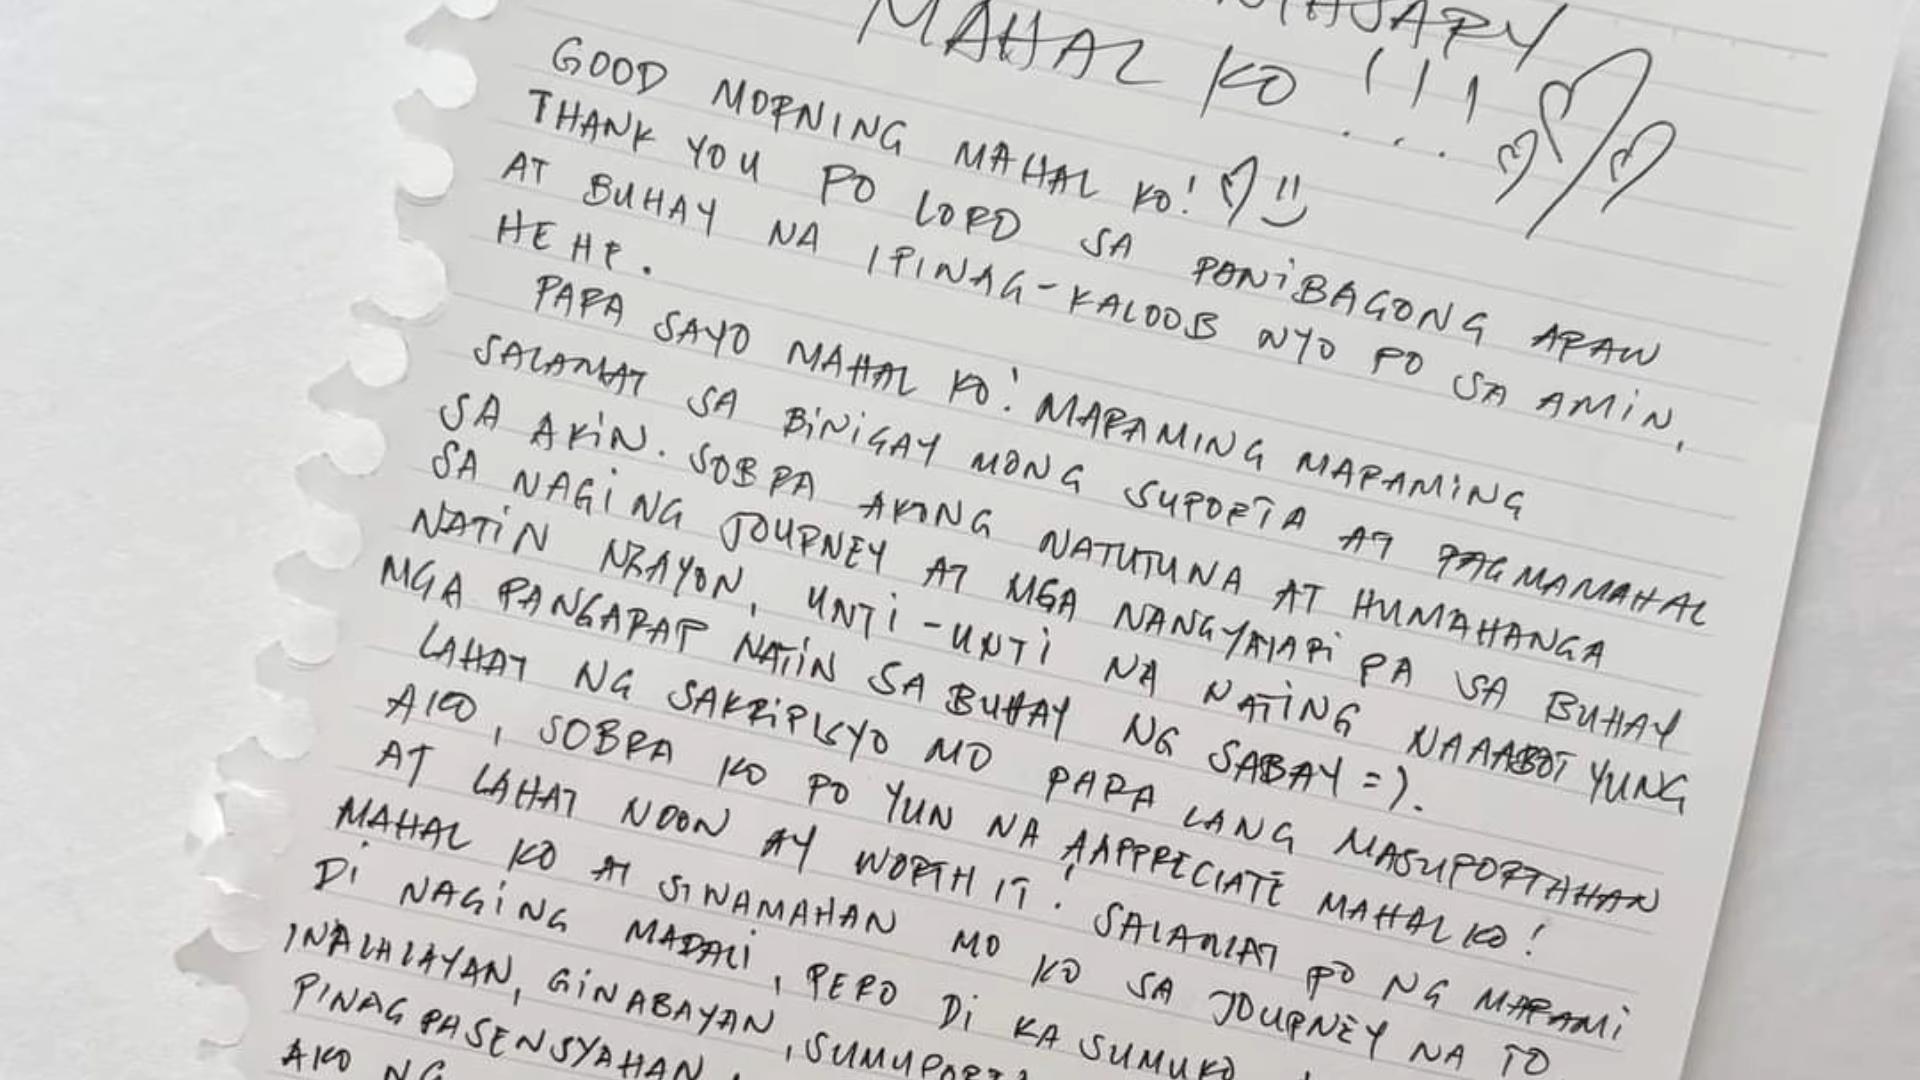 MAHAL KO!!! ...
GOOD MORNING MAHAL KO!
THANK YOU PO LORD SA PANIBAGONG ARAW
AT BUHAY NA IPINAG-KALOOB NYO PO SA AMIN,
HEHE.
PARA SAYO MAHAL KO! MARAMING MARAMING
SALAMAT SA BINIGAY MONG SUPORTA AT PAGMAMAHAL
SA AKIN. SOBRA AKONG NATUTUNA AT HUMAHANGA
SA NAGING JOURNEY AT MGA NANGYAYARI PA SA BUHAY
NATIN NGAYON, UNTI-UNTI NA NATING NAAABOT YUNG
MGA PANGARAP NATIN SA BUHAY NG SABAY =).
LAHAT NG SAKRIPISYO MO PARA LANG MASUPORTAHAN
AKO, SOBRA KO PO YUN NA AAPPRECIATE MAHAL KO!
AT LAHAT NOON AY WORTH IT! SALAMAT PO NG MARAMI
MAHAL KO AT SINAMAHAN MO KO SA JOURNEY NA TO
DI NAGING MADALI, PERO DI KA SUMUKO
INALALAYAN, GINABAYAN, SUMUPORTA
PINAGPASENSYAHAN
AKO NG